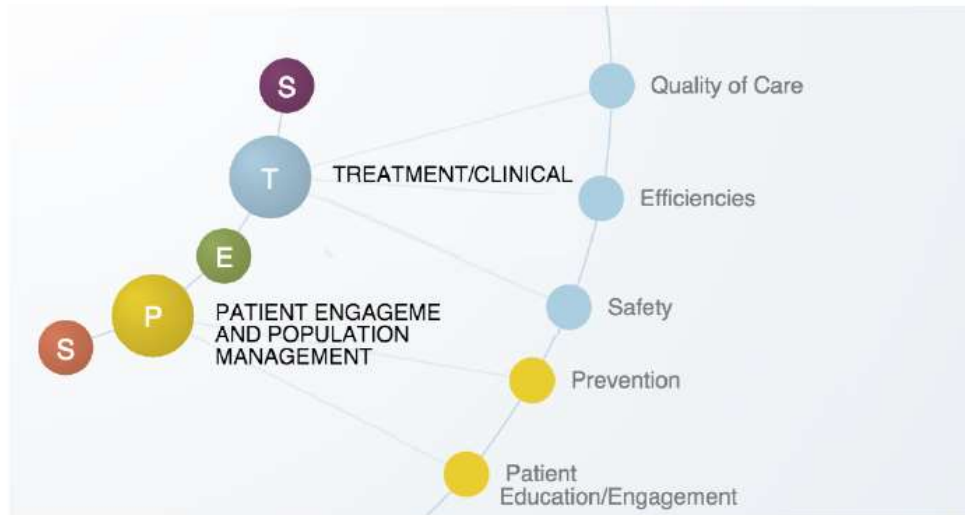 S
T
TREATMENT/CLINICAL
E
P
PATIENT ENGAGEME
AND POPULATION
MANAGEMENT
S
Quality of Care
Efficiencies
Safety
Prevention
Patient
Education/Engagement